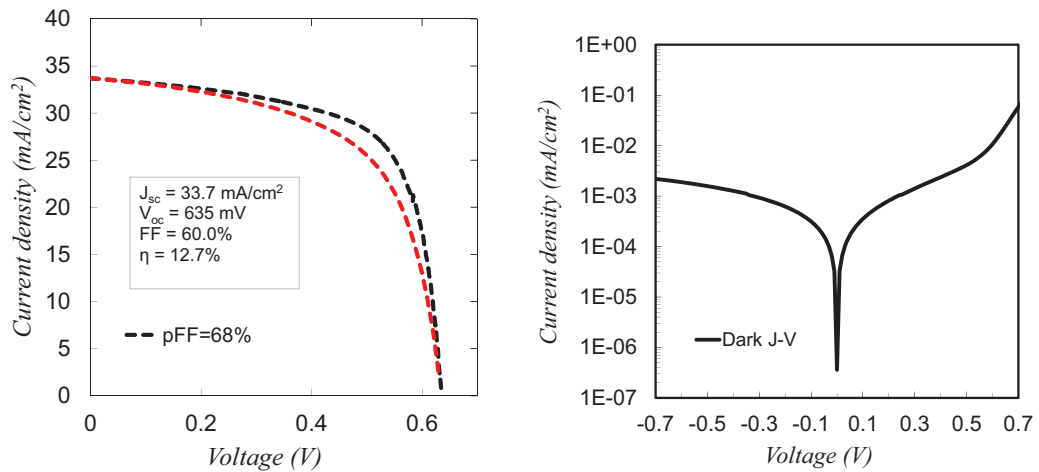 40
35
30
25
20
15
10
5
0
Current density (mA/cm²)
J_sc = 33.7 mA/cm²
V_oc = 635 mV
FF = 60.0%
η = 12.7%
pFF=68%
0 0.2 0.4 0.6
Voltage (V)
1E+00
1E-01
1E-02
1E-03
1E-04
1E-05
1E-06
1E-07
Current density (mA/cm²)
Dark J-V
-0.7 -0.5 -0.3 -0.1 0.1 0.3 0.5 0.7
Voltage (V)